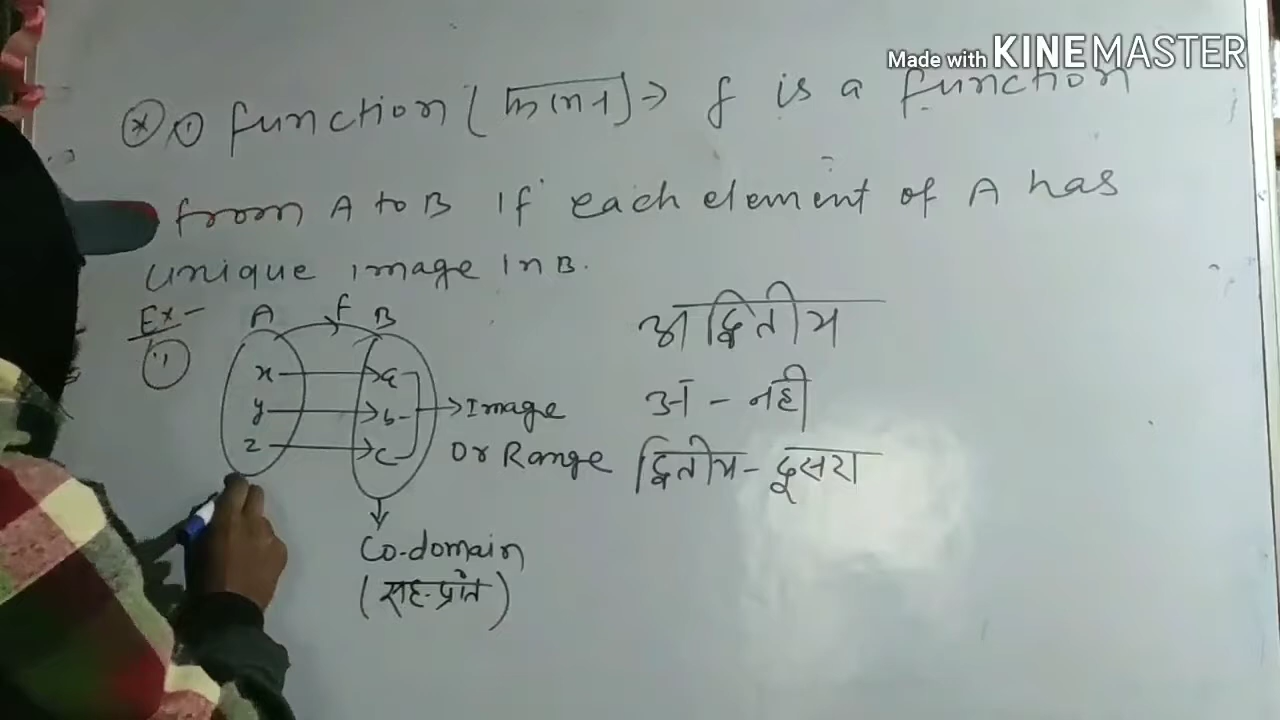 Made with KINEMASTER
* 1 function (फलन) → f is a function
from A to B If each element of A has
unique image In B.
Ex-
1
A f B
x → a
y → b → Image
z → c Or Range
Co-domain
(सह-प्रांत)
अद्वितीय
अ - नही
द्वितीय - दूसरा